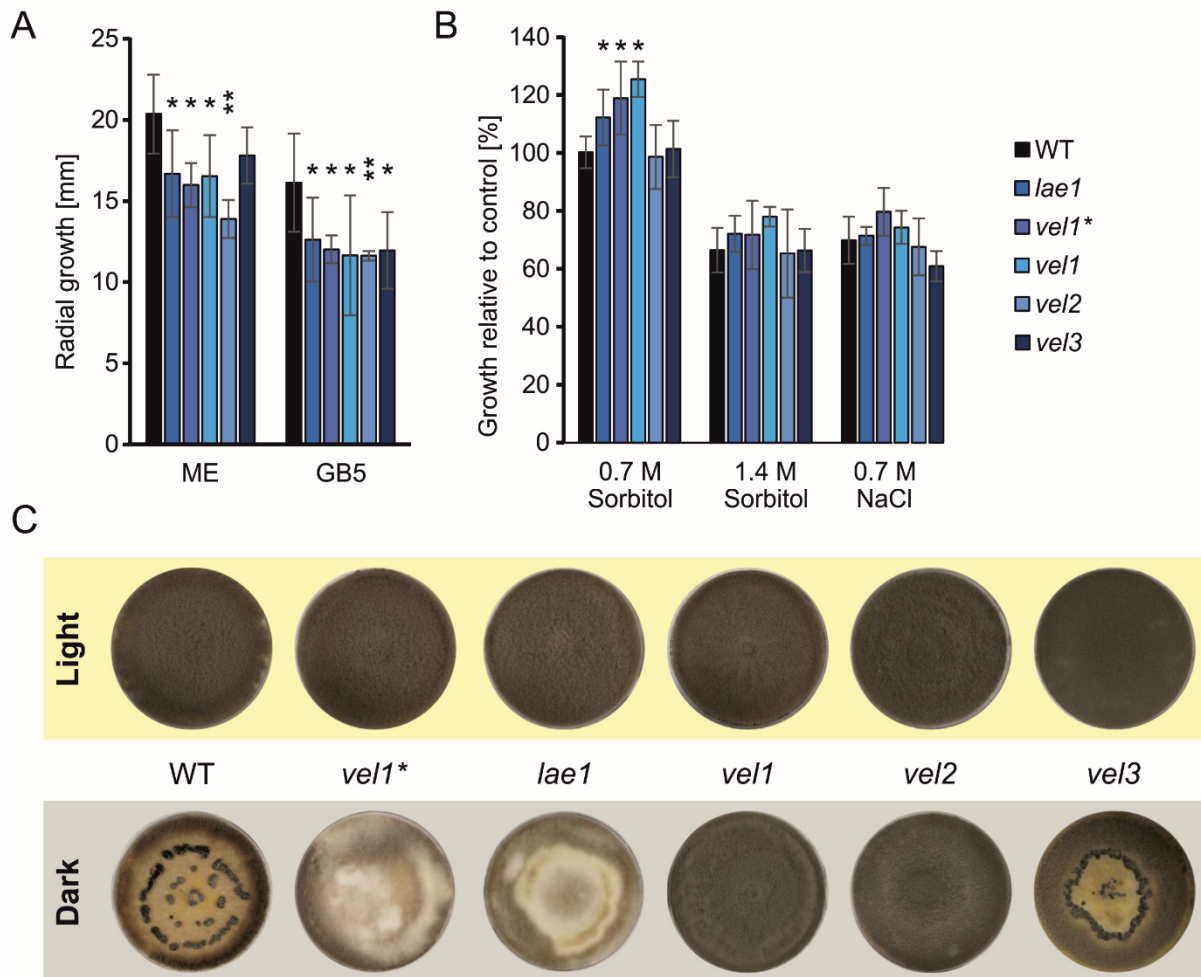 A
Radial growth [mm]
25
20
15
10
5
0
* * * **
* * * ** *
ME
GB5
B
Growth relative to control [%]
140
120
100
80
60
40
20
0
* * *
0.7 M
Sorbitol
1.4 M
Sorbitol
0.7 M
NaCl
WT
lae1
vel1*
vel1
vel2
vel3
C
Light
WT vel1* lae1 vel1 vel2 vel3
Dark